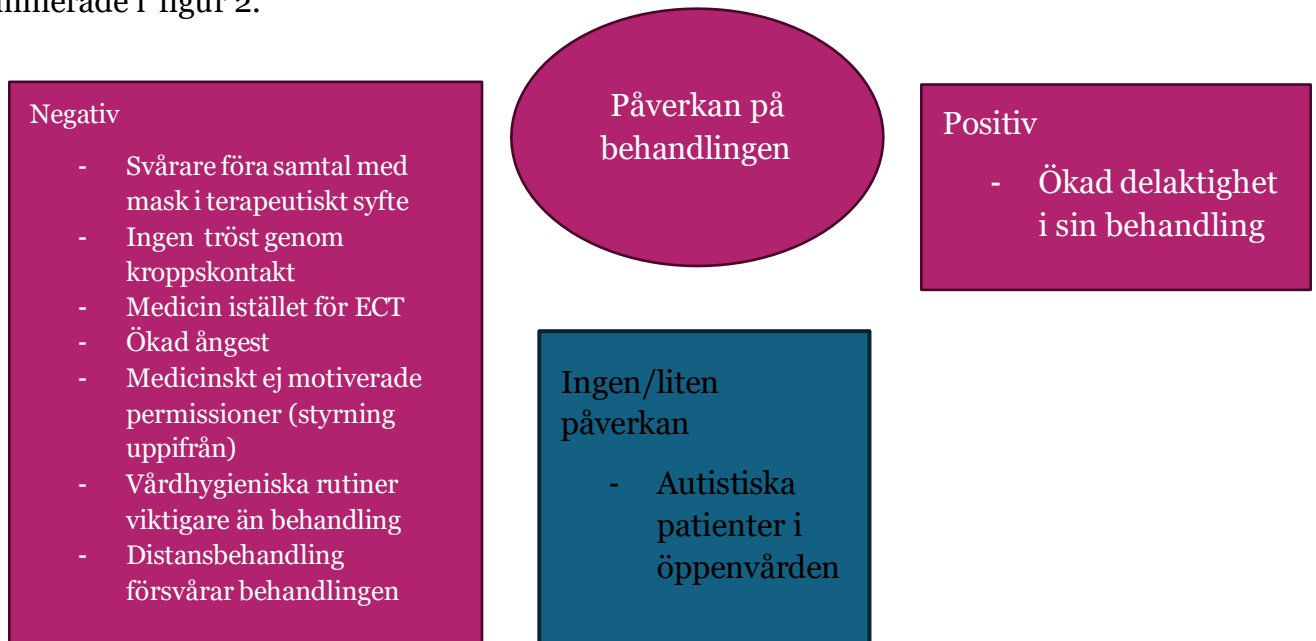 i figur 2.
Negativ
- Svårare föra samtal med
mask i terapeutiskt syfte
- Ingen tröst genom
kroppskontakt
- Medicin istället för ECT
- Ökad ångest
- Medicinskt ej motiverade
permissioner (styrning
uppifrån)
- Vårdhygieniska rutiner
viktigare än behandling
- Distansbehandling
försvårar behandlingen
Påverkan på
behandlingen
Ingen/liten
påverkan
- Autistiska
patienter i
öppenvården
Positiv
- Ökad delaktighet
i sin behandling